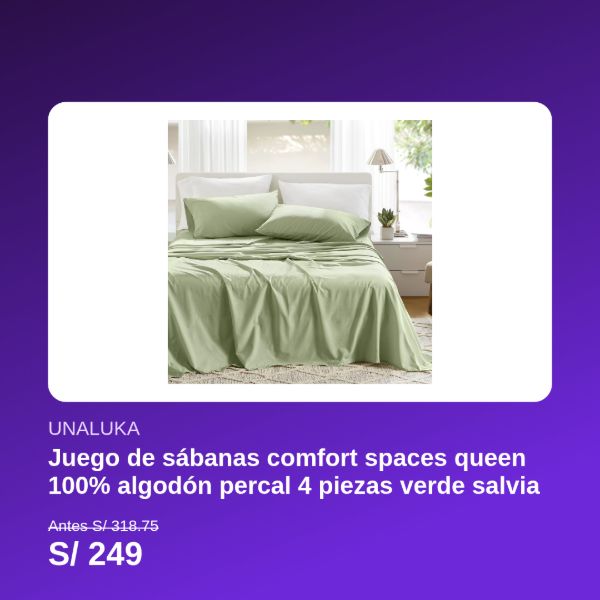 UNALUKA
Juego de sábanas comfort spaces queen
100% algodón percal 4 piezas verde salvia
Antes S/ 318.75
S/ 249